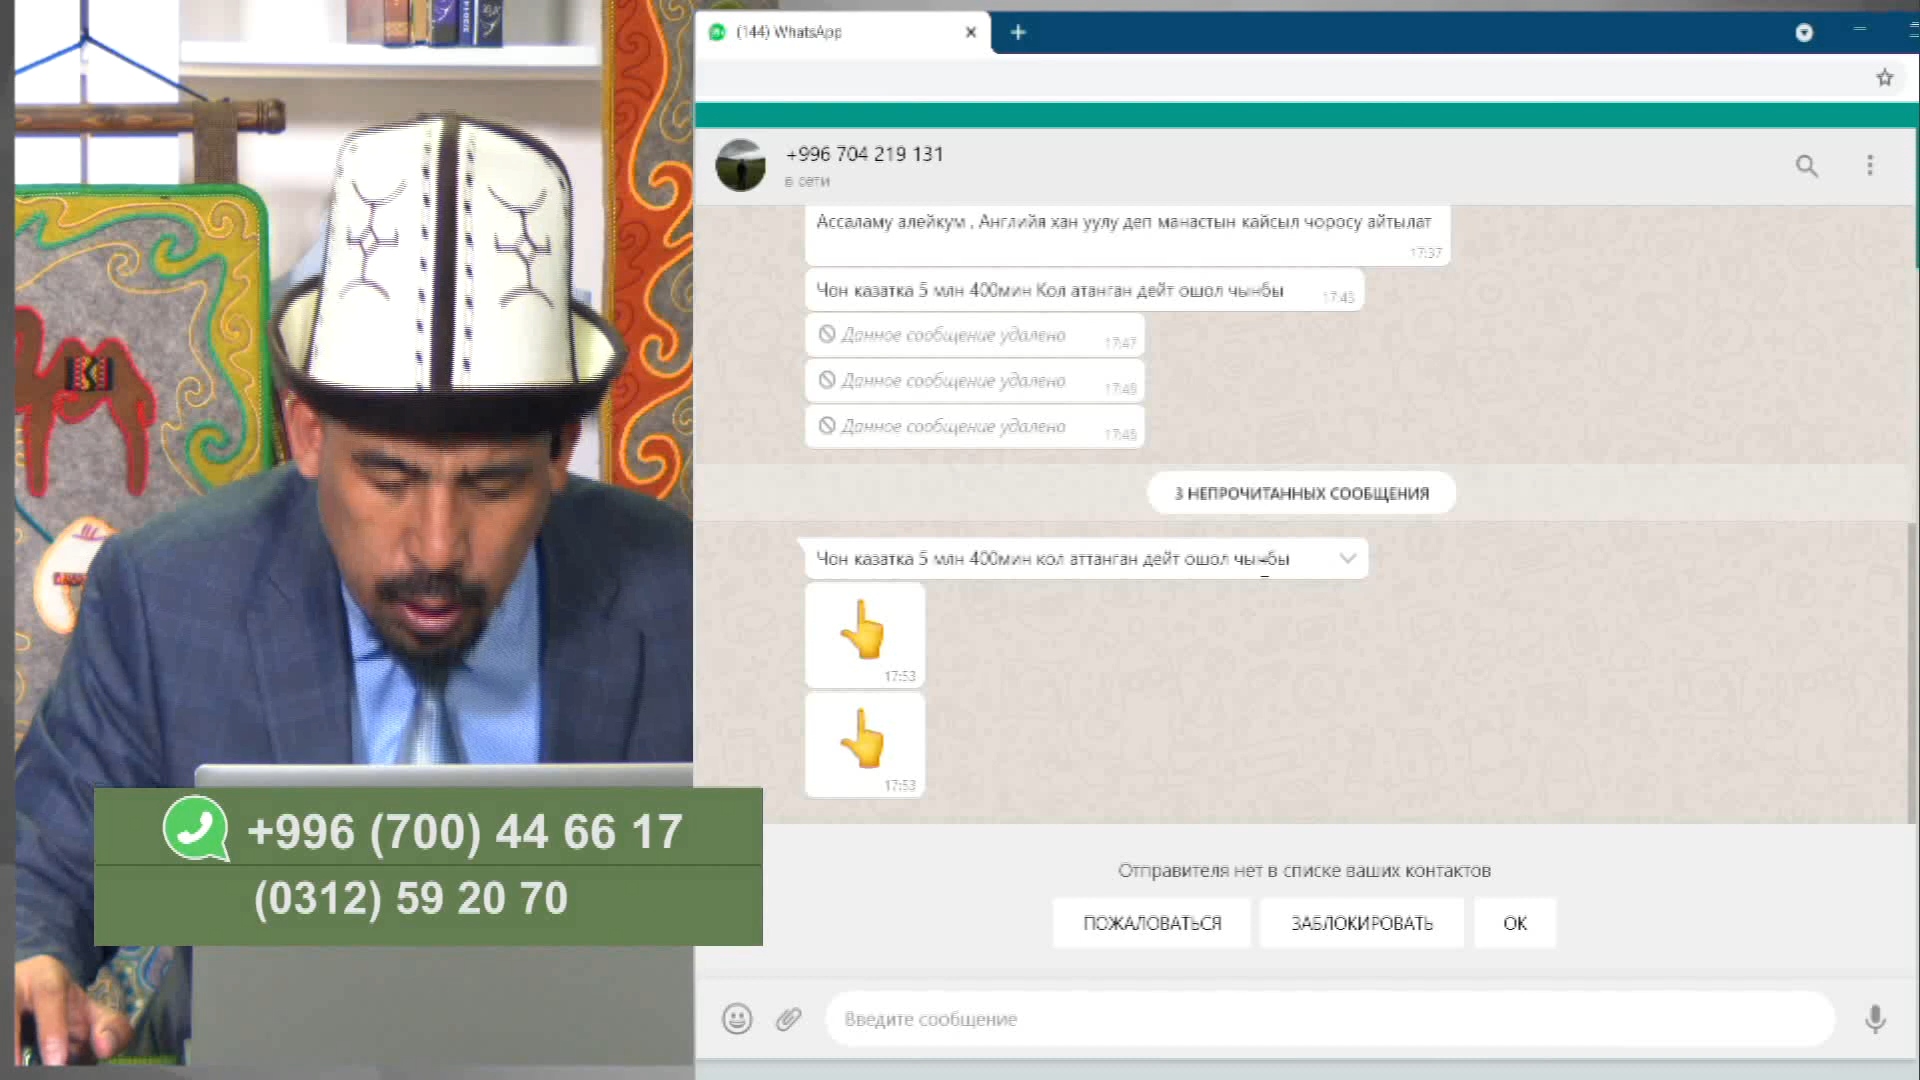 (144) WhatsApp
+996 704 219 131
в сети
Ассаламу алейкум . Английя хан уулу деп манастын кайсыл чоросу айтылат
17:37
Чон казатка 5 млн 400мин Кол атанган дейт ошол чынбы
17:43
Данное сообщение удалено
17:47
Данное сообщение удалено
17:48
Данное сообщение удалено
17:48
3 НЕПРОЧИТАННЫХ СООБЩЕНИЯ
Чон казатка 5 млн 400мин кол аттанган дейт ошол чынбы
17:53
17:53
+996 (700) 44 66 17
(0312) 59 20 70
Отправителя нет в списке ваших контактов
ПОЖАЛОВАТЬСЯ
ЗАБЛОКИРОВАТЬ
ОК
Введите сообщение